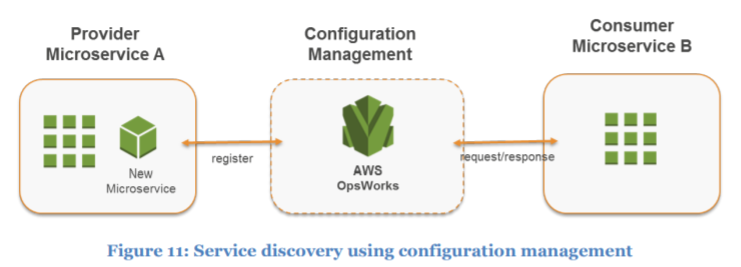 Provider
Microservice A
Configuration
Management
Consumer
Microservice B
New
Microservice
register
AWS
OpsWorks
request/response
Figure 11: Service discovery using configuration management